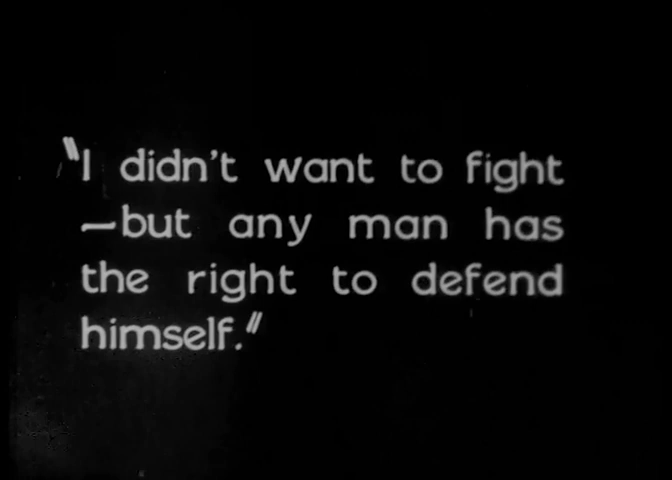 "I didn't want to fight
—but any man has
the right to defend
himself."